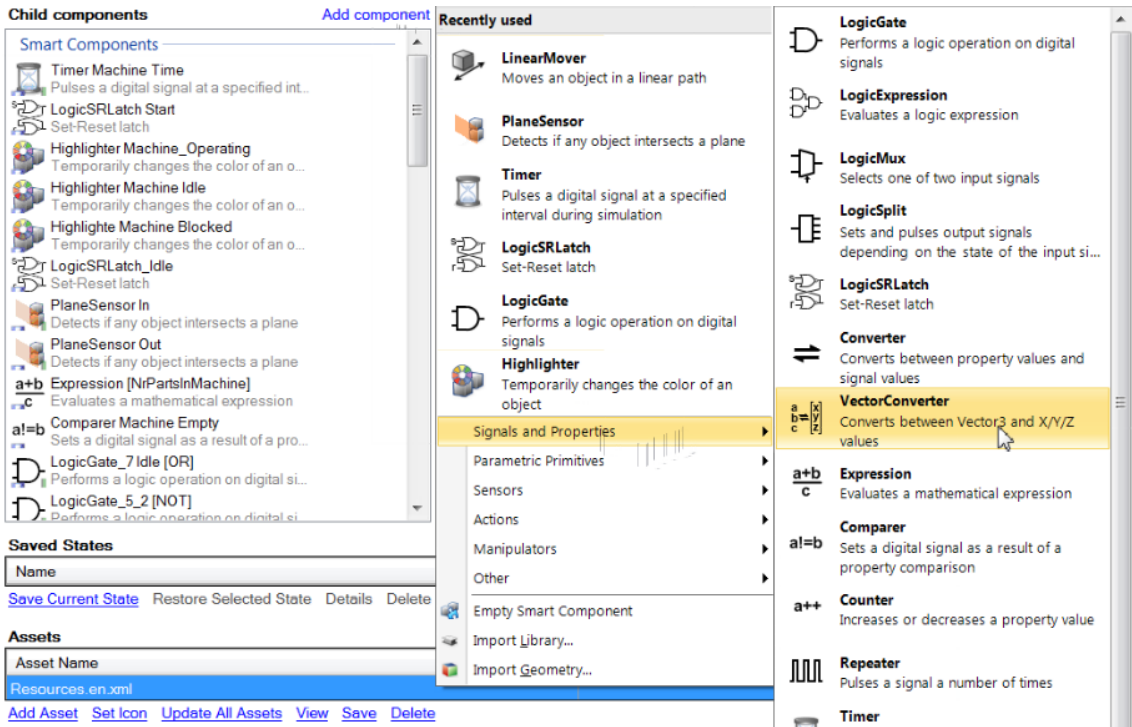 Child components
Add component
Smart Components
Timer Machine Time
Pulses a digital signal at a specified int...
LogicSRLatch Start
Set-Reset latch
Highlighter Machine_Operating
Temporarily changes the color of an o...
Highlighter Machine Idle
Temporarily changes the color of an o...
Highlighte Machine Blocked
Temporarily changes the color of an o...
LogicSRLatch_Idle
Set-Reset latch
PlaneSensor In
Detects if any object intersects a plane
PlaneSensor Out
Detects if any object intersects a plane
a+b
c
Expression [NrPartsInMachine]
Evaluates a mathematical expression
a!=b
Comparer Machine Empty
Sets a digital signal as a result of a pro...
LogicGate_7 Idle [OR]
Performs a logic operation on digital si...
LogicGate_5_2 [NOT]
Performs a logic operation on digital si
Saved States
Name
Save Current State Restore Selected State Details Delete
Assets
Asset Name
Resources.en.xml
Add Asset Set Icon Update All Assets View Save Delete
Recently used
LinearMover
Moves an object in a linear path
PlaneSensor
Detects if any object intersects a plane
Timer
Pulses a digital signal at a specified
interval during simulation
LogicSRLatch
Set-Reset latch
LogicGate
Performs a logic operation on digital
signals
Highlighter
Temporarily changes the color of an
object
Signals and Properties
Parametric Primitives
Sensors
Actions
Manipulators
Other
Empty Smart Component
Import Library...
Import Geometry...
LogicGate
Performs a logic operation on digital
signals
LogicExpression
Evaluates a logic expression
LogicMux
Selects one of two input signals
LogicSplit
Sets and pulses output signals
depending on the state of the input si...
LogicSRLatch
Set-Reset latch
Converter
Converts between property values and
signal values
VectorConverter
Converts between Vector3 and X/Y/Z
values
a+b
c
Expression
Evaluates a mathematical expression
a!=b
Comparer
Sets a digital signal as a result of a
property comparison
a++
Counter
Increases or decreases a property value
Repeater
Pulses a signal a number of times
Timer